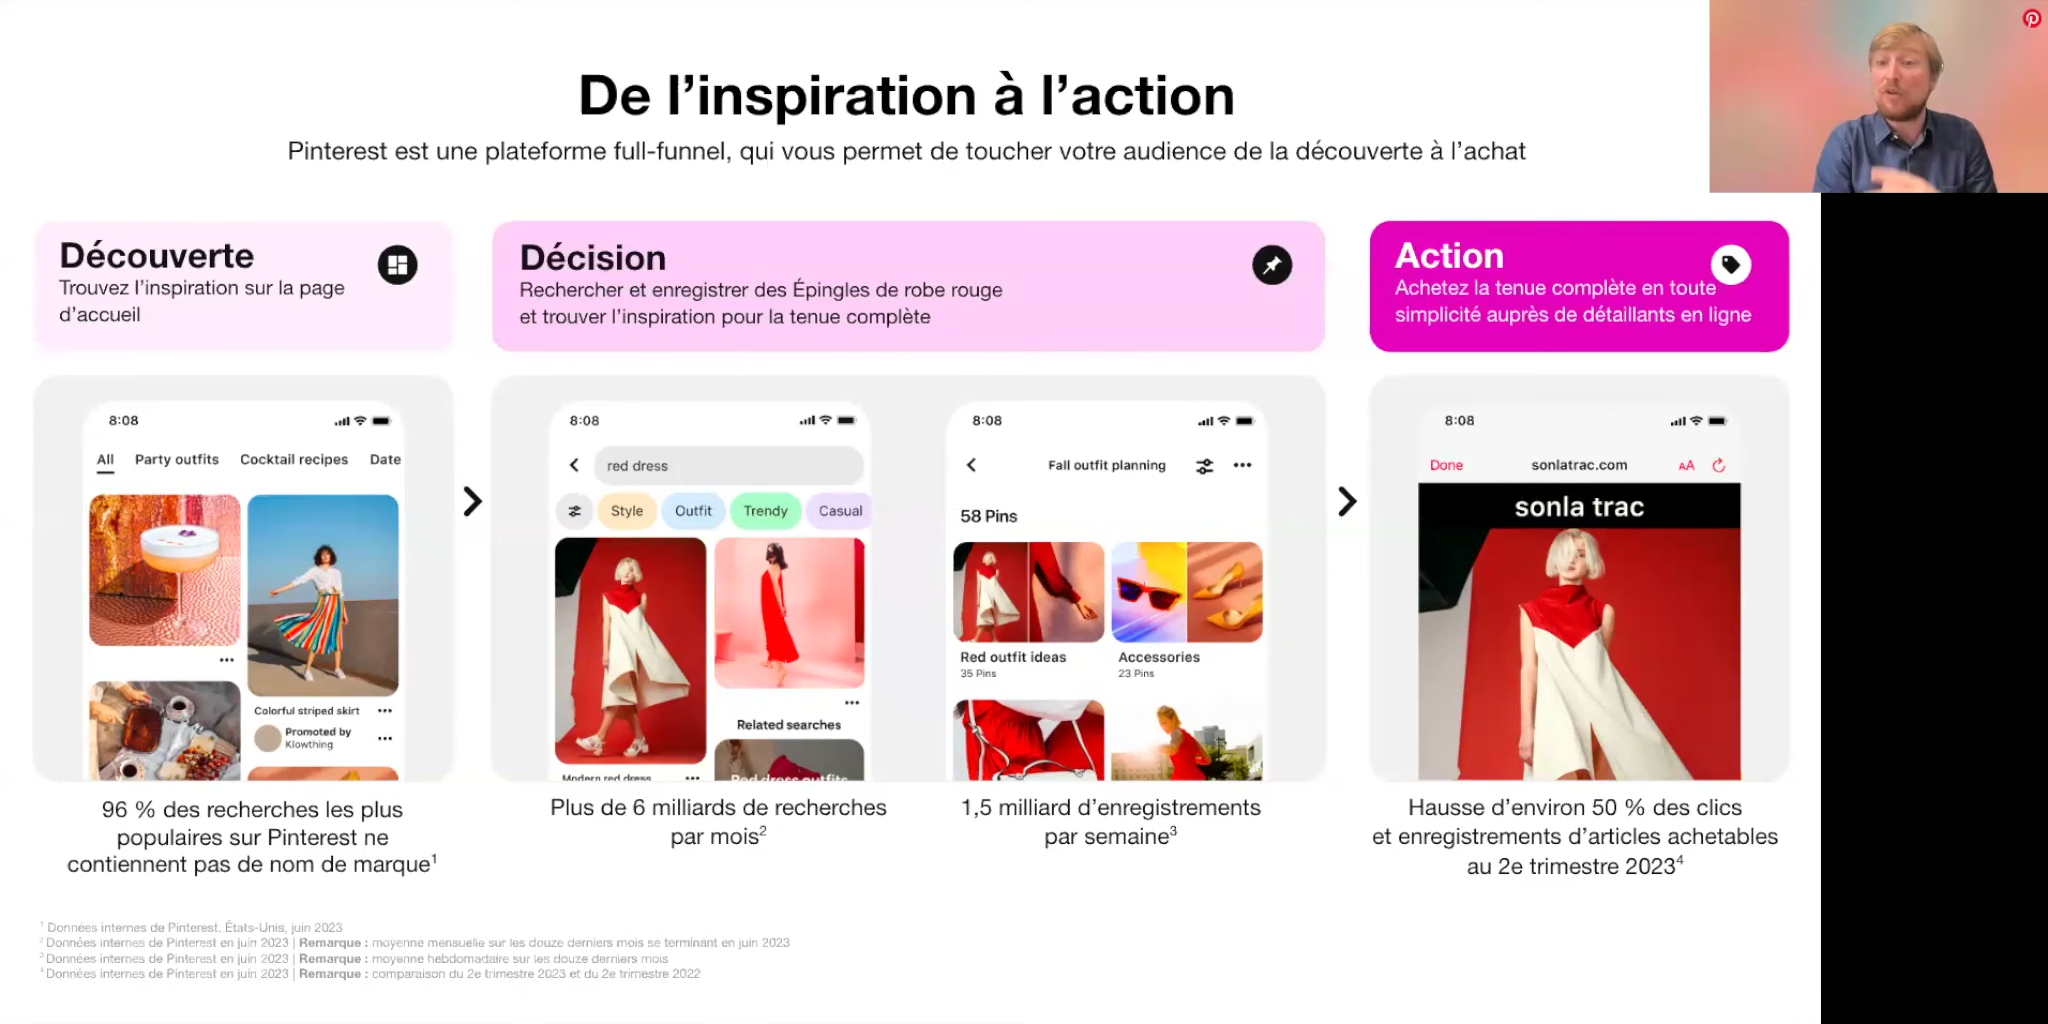 De l’inspiration à l’action
Pinterest est une plateforme full-funnel, qui vous permet de toucher votre audience de la découverte à l’achat
Découverte
Trouvez l’inspiration sur la page
d’accueil
Décision
Rechercher et enregistrer des Épingles de robe rouge
et trouver l’inspiration pour la tenue complète
Action
Achetez la tenue complète en toute
simplicité auprès de détaillants en ligne
8:08
All Party outfits Cocktail recipes Date
Colorful striped skirt
Promoted by
Klowthing
8:08
red dress
Style Outfit Trendy Casual
Related searches
Modern red dress
Red dress outfits
8:08
Fall outfit planning
58 Pins
Red outfit ideas
35 Pins
Accessories
23 Pins
8:08
Done sonlatrac.com AA
sonla trac
96 % des recherches les plus
populaires sur Pinterest ne
contiennent pas de nom de marque¹
Plus de 6 milliards de recherches
par mois²
1,5 milliard d’enregistrements
par semaine³
Hausse d’environ 50 % des clics
et enregistrements d’articles achetables
au 2e trimestre 2023⁴
¹ Données internes de Pinterest, États-Unis, juin 2023
² Données internes de Pinterest en juin 2023 | Remarque : moyenne mensuelle sur les douze derniers mois se terminant en juin 2023
³ Données internes de Pinterest en juin 2023 | Remarque : moyenne hebdomadaire sur les douze derniers mois
⁴ Données internes de Pinterest en juin 2023 | Remarque : comparaison du 2e trimestre 2023 et du 2e trimestre 2022